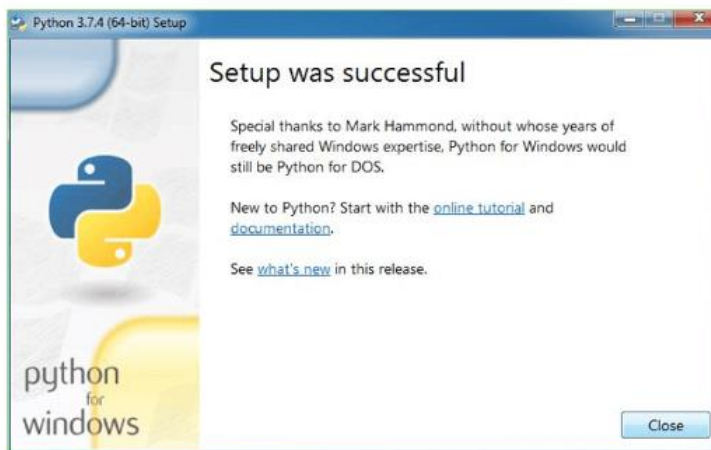 Python 3.7.4 (64-bit) Setup
Setup was successful
Special thanks to Mark Hammond, without whose years of
freely shared Windows expertise, Python for Windows would
still be Python for DOS.
New to Python? Start with the online tutorial and
documentation.
See what's new in this release.
python
for
windows
Close